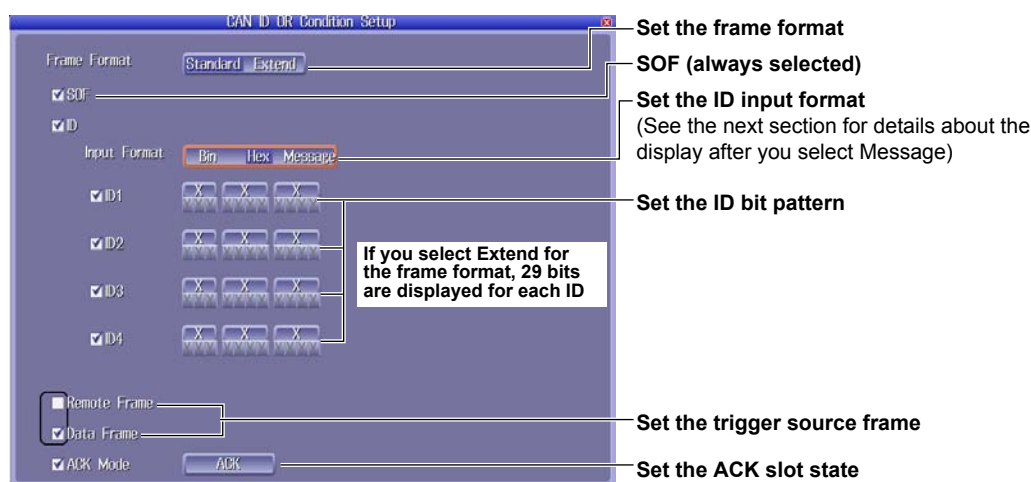 CAN ID OR Condition Setup
Set the frame format
Frame Format
Standard Extend
SOF (always selected)
SOF
Set the ID input format
(See the next section for details about the
display after you select Message)
ID
Input Format
Bin Hex Message
ID1
X X X
Set the ID bit pattern
ID2
X X X
If you select Extend for
the frame format, 29 bits
are displayed for each ID
ID3
X X X
ID4
X X X
Remote Frame
Data Frame
Set the trigger source frame
ACK Mode
ACK
Set the ACK slot state